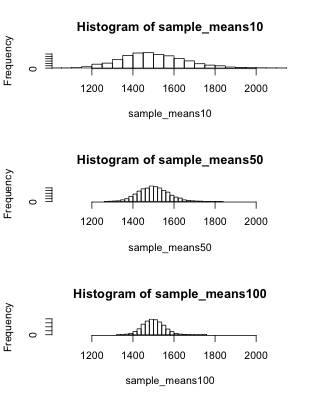 Histogram of sample_means10
Frequency
0
1200 1400 1600 1800 2000
sample_means10
Histogram of sample_means50
Frequency
0
1200 1400 1600 1800 2000
sample_means50
Histogram of sample_means100
Frequency
0
1200 1400 1600 1800 2000
sample_means100